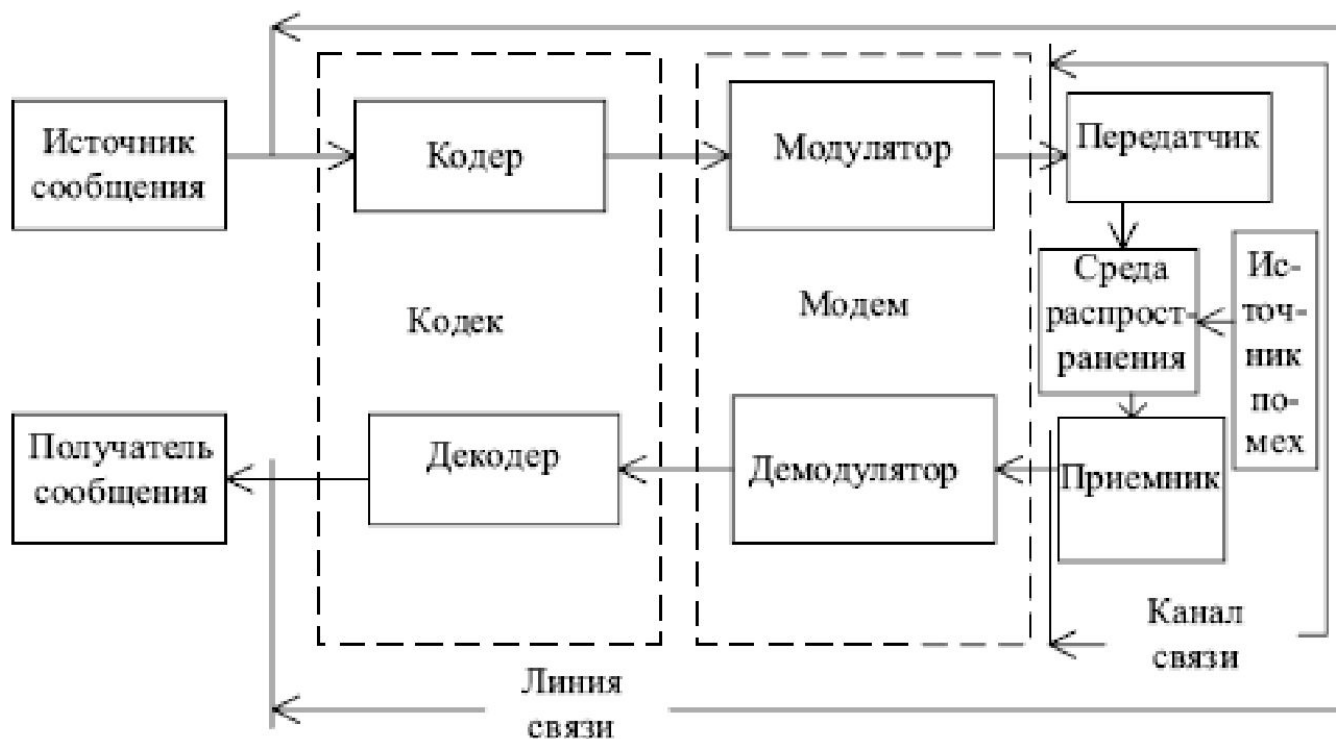 Источник
сообщения
Кодер
Модулятор
Передатчик
Среда
распрост-
ранения
Ис-
точ-
ник
по-
мех
Кодек
Модем
Получатель
сообщения
Декодер
Демодулятор
Приемник
Канал
связи
Линия
связи